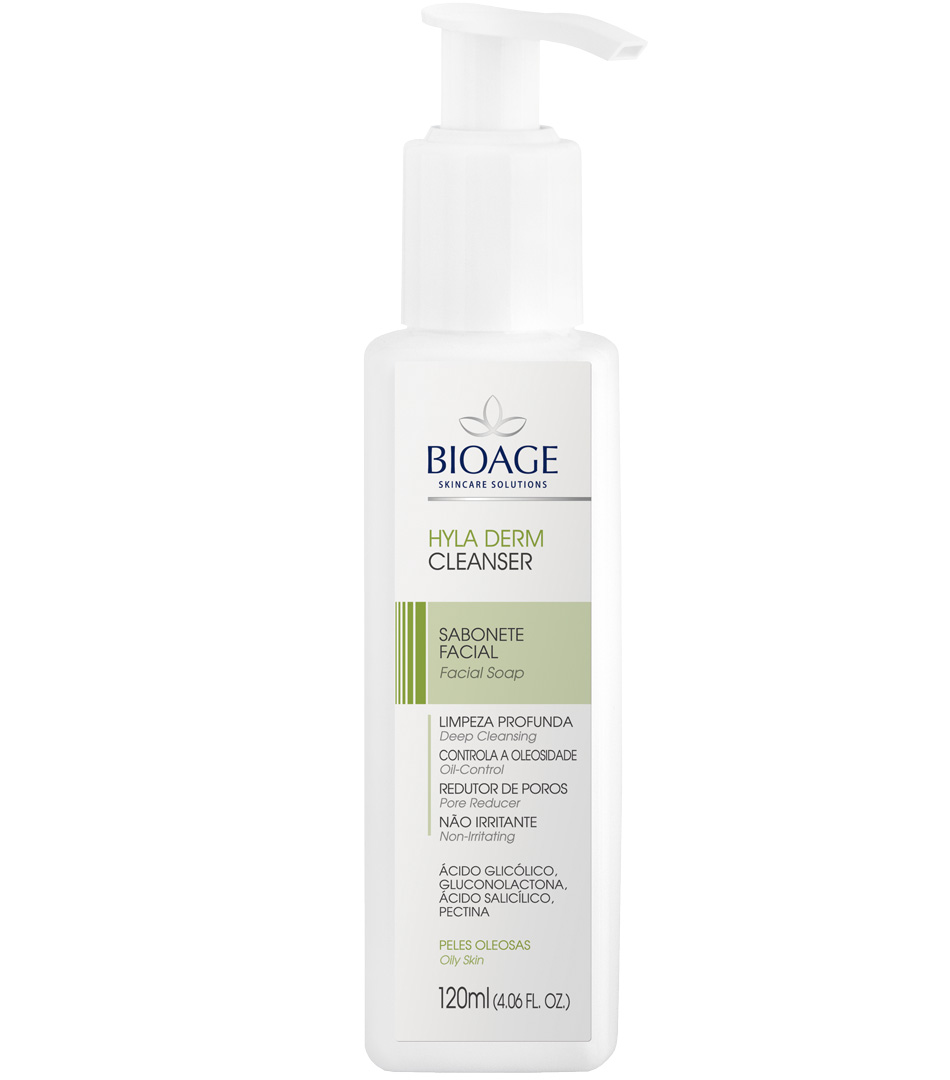 BIOAGE
SKINCARE SOLUTIONS
HYLA DERM
CLEANSER
SABONETE
FACIAL
Facial Soap
LIMPEZA PROFUNDA
Deep Cleansing
CONTROLA A OLEOSIDADE
Oil-Control
REDUTOR DE POROS
Pore Reducer
NÃO IRRITANTE
Non-Irritating
ÁCIDO GLICÓLICO,
GLUCONOLACTONA,
ÁCIDO SALICÍLICO,
PECTINA
PELES OLEOSAS
Oily Skin
120ml (4.06 FL. OZ.)